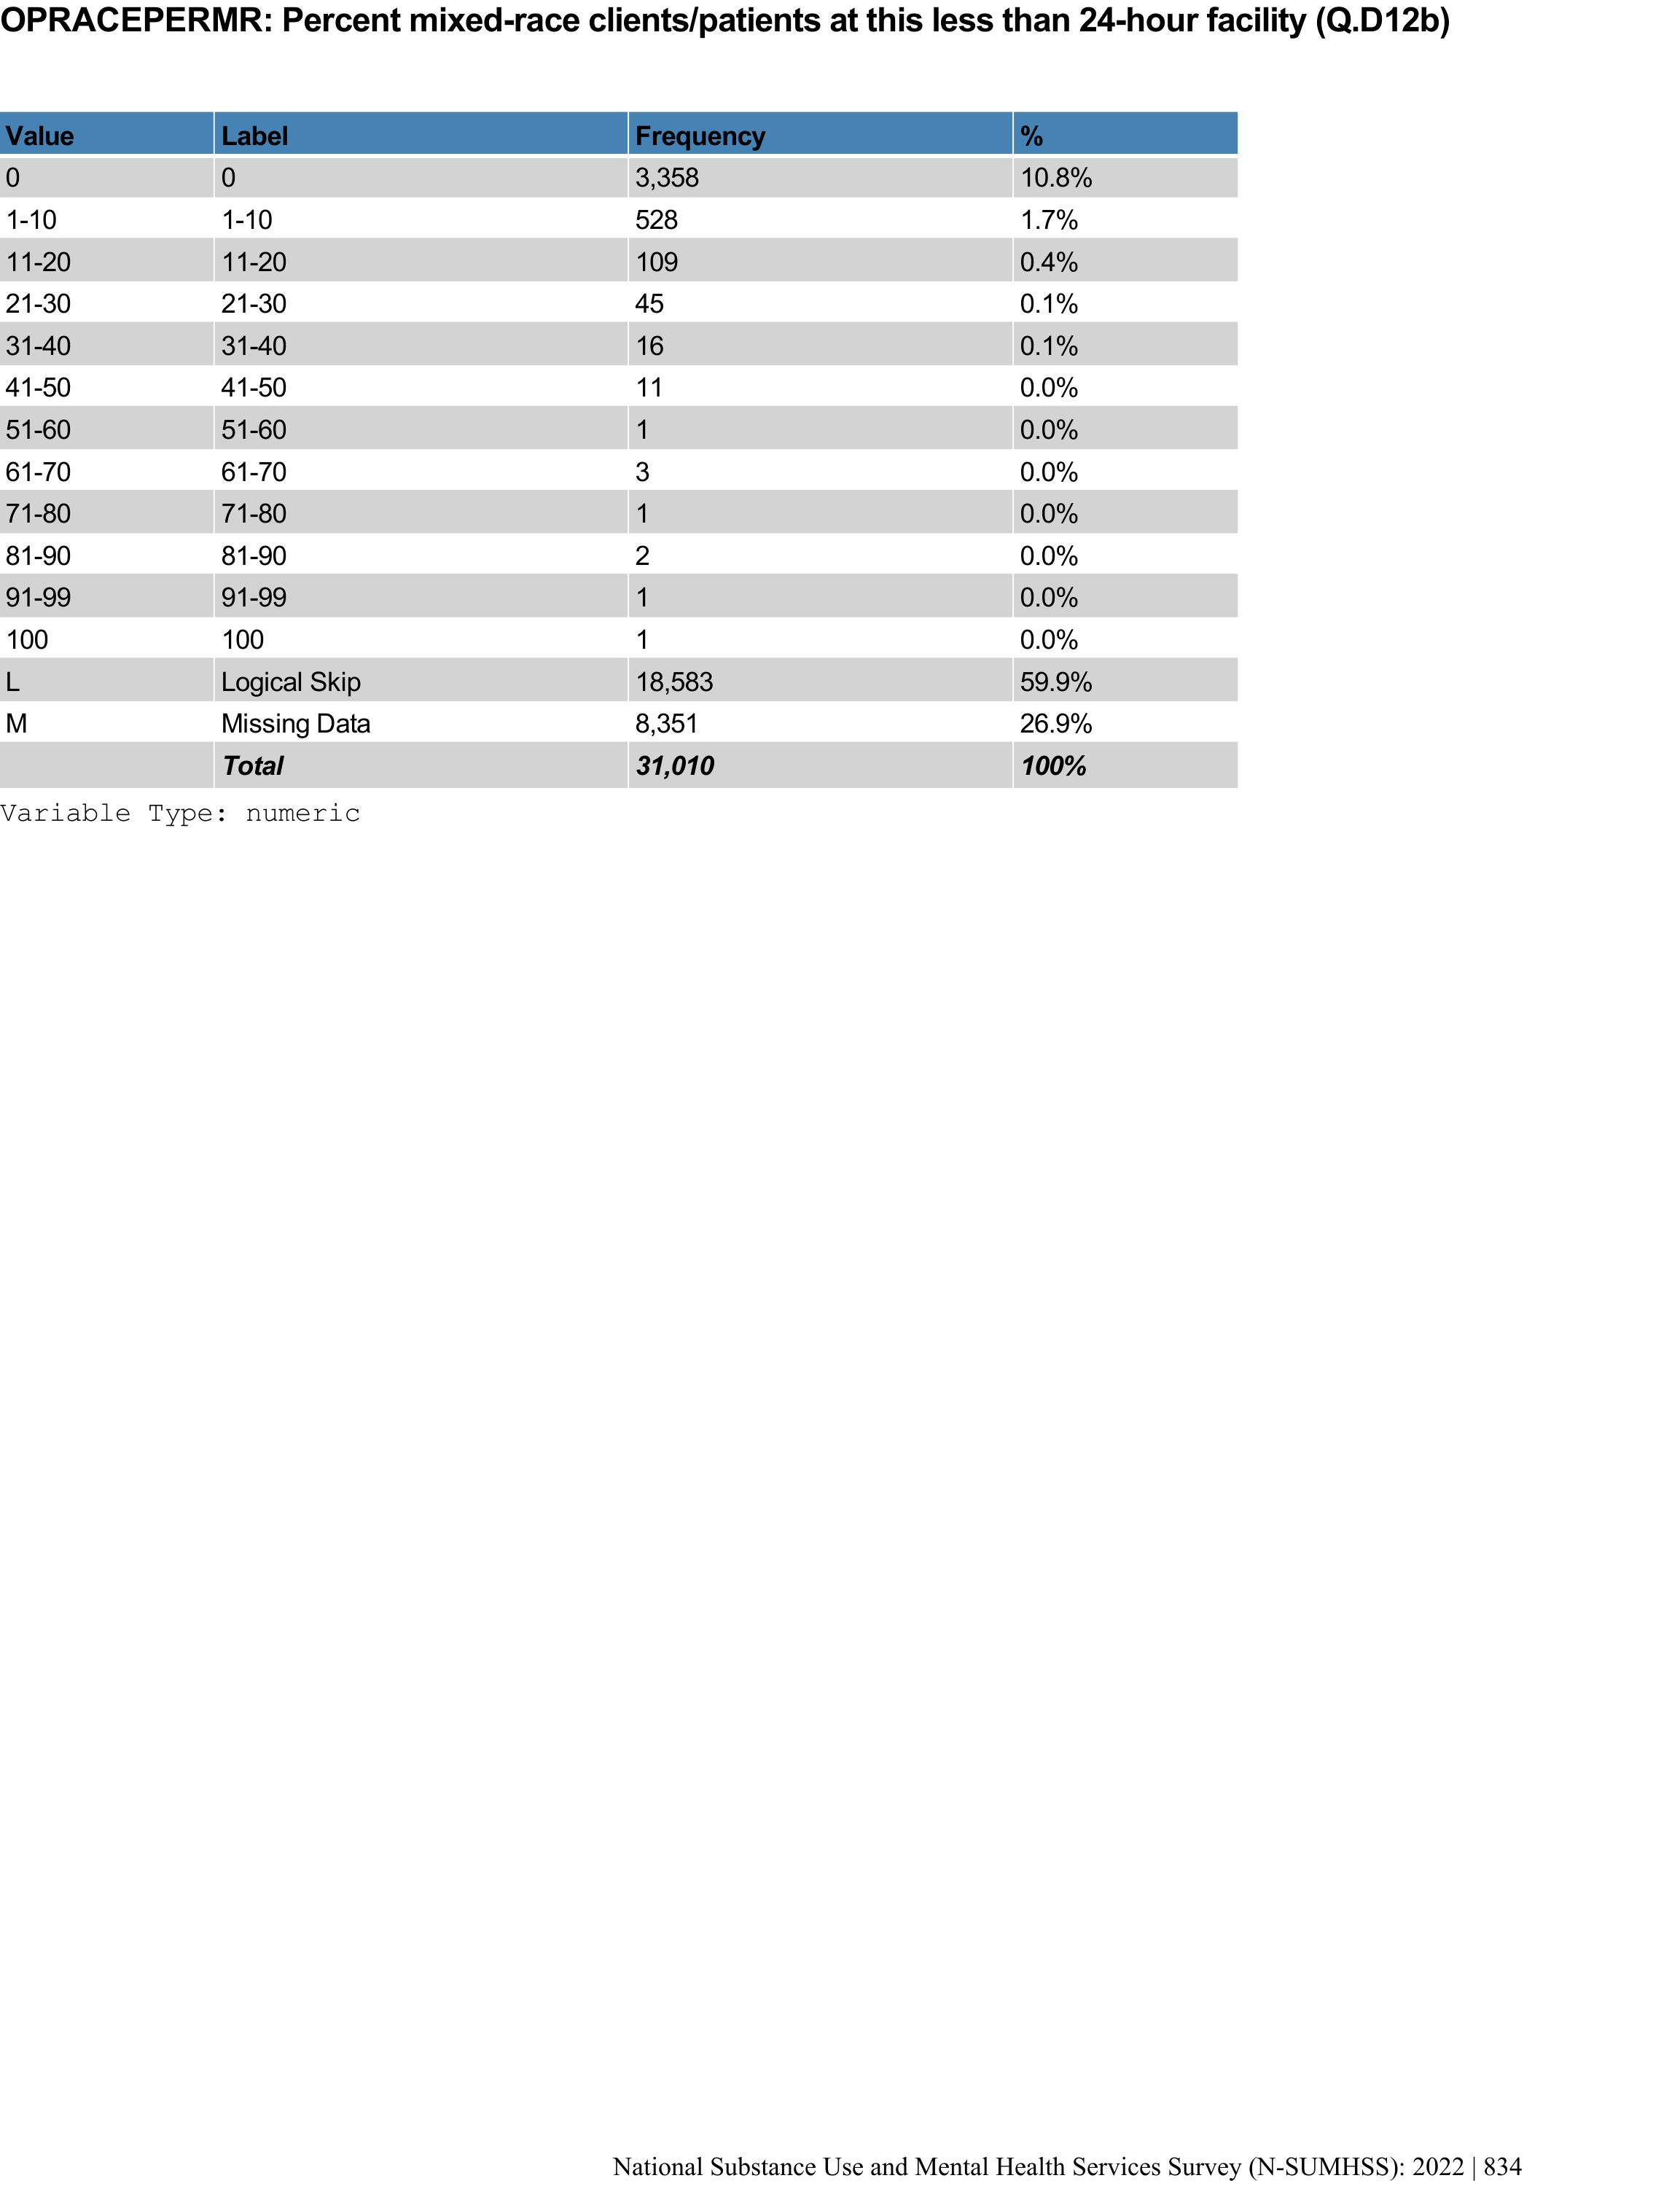 OPRACEPERMR: Percent mixed-race clients/patients at this less than 24-hour facility (Q.D12b)
Value Label Frequency %
0 0 3,358 10.8%
1-10 1-10 528 1.7%
11-20 11-20 109 0.4%
21-30 21-30 45 0.1%
31-40 31-40 16 0.1%
41-50 41-50 11 0.0%
51-60 51-60 1 0.0%
61-70 61-70 3 0.0%
71-80 71-80 1 0.0%
81-90 81-90 2 0.0%
91-99 91-99 1 0.0%
100 100 1 0.0%
L Logical Skip 18,583 59.9%
M Missing Data 8,351 26.9%
Total 31,010 100%
Variable Type: numeric
National Substance Use and Mental Health Services Survey (N-SUMHSS): 2022 | 834